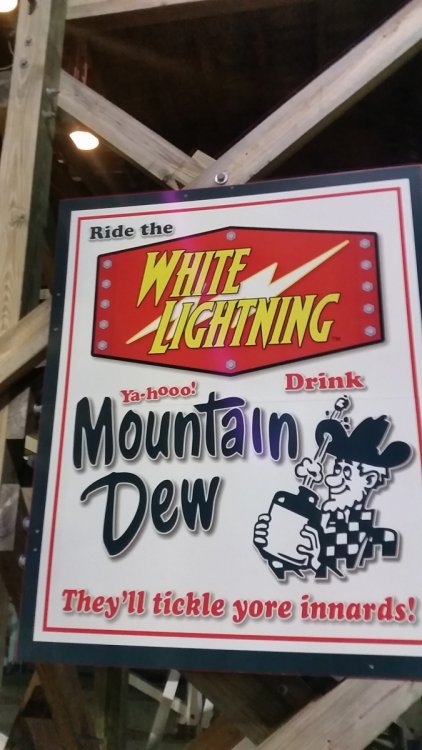 Ride the
WHITE
LIGHTNING
Drink
Ya-hooo!
Mountain
Dew
They'll tickle yore innards!